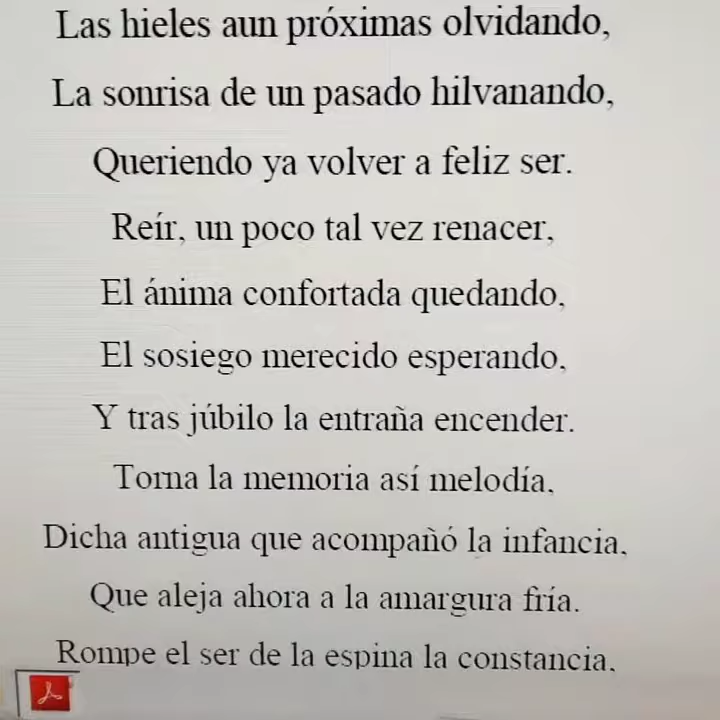 Las hieles aun próximas olvidando,
La sonrisa de un pasado hilvanando,
Queriendo ya volver a feliz ser.
Reír, un poco tal vez renacer,
El ánima confortada quedando,
El sosiego merecido esperando,
Y tras júbilo la entraña encender.
Torna la memoria así melodía,
Dicha antigua que acompañó la infancia,
Que aleja ahora a la amargura fría.
Rompe el ser de la espina la constancia,